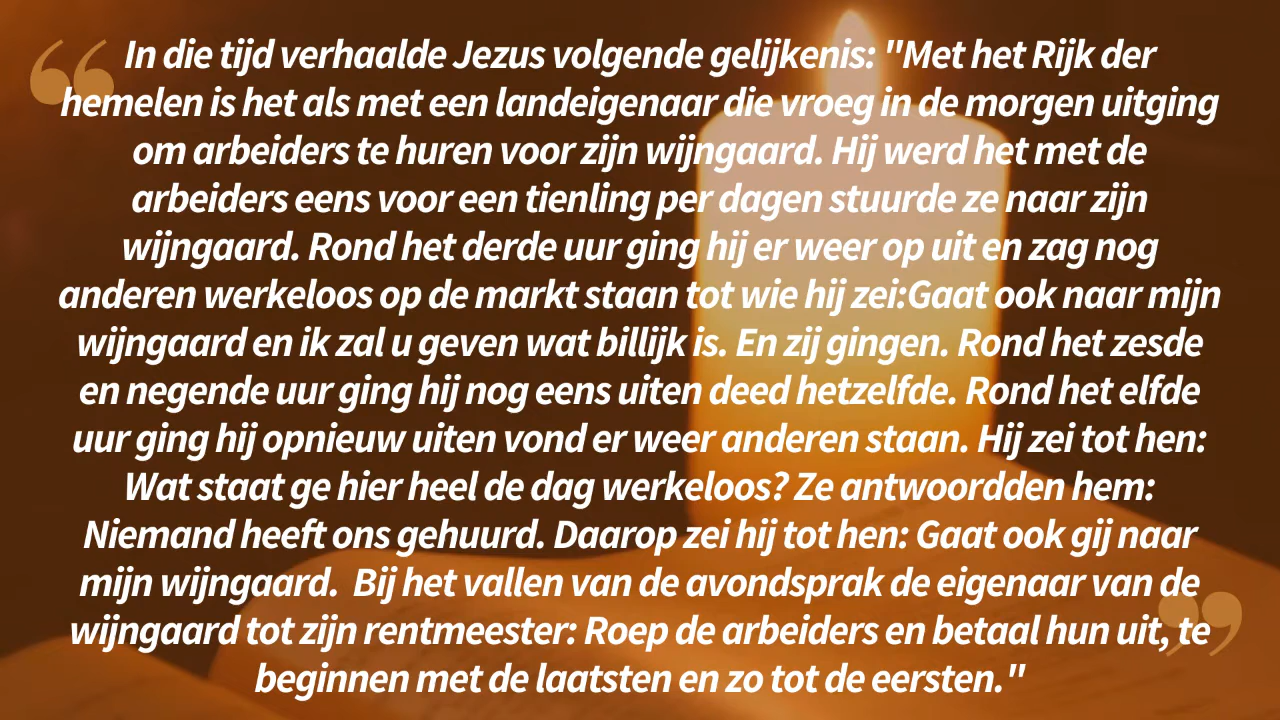 In die tijd verhaalde Jezus volgende gelijkenis: "Met het Rijk der
hemelen is het als met een landeigenaar die vroeg in de morgen uitging
om arbeiders te huren voor zijn wijngaard. Hij werd het met de
arbeiders eens voor een tienling per dagen stuurde ze naar zijn
wijngaard. Rond het derde uur ging hij er weer op uit en zag nog
anderen werkeloos op de markt staan tot wie hij zei:Gaat ook naar mijn
wijngaard en ik zal u geven wat billijk is. En zij gingen. Rond het zesde
en negende uur ging hij nog eens uiten deed hetzelfde. Rond het elfde
uur ging hij opnieuw uiten vond er weer anderen staan. Hij zei tot hen:
Wat staat ge hier heel de dag werkeloos? Ze antwoordden hem:
Niemand heeft ons gehuurd. Daarop zei hij tot hen: Gaat ook gij naar
mijn wijngaard.  Bij het vallen van de avondsprak de eigenaar van de
wijngaard tot zijn rentmeester: Roep de arbeiders en betaal hun uit, te
beginnen met de laatsten en zo tot de eersten."